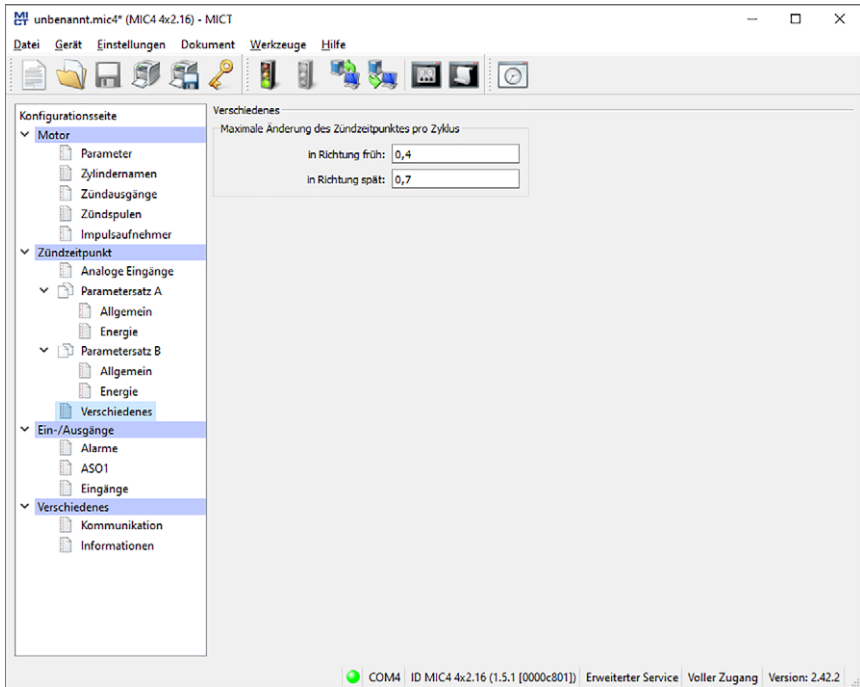 unbenannt.mic4* (MIC4 4x2.16) - MICT
Datei Gerät Einstellungen Dokument Werkzeuge Hilfe
Konfigurationsseite
Motor
Parameter
Zylindernamen
Zündausgänge
Zündspulen
Impulsaufnehmer
Zündzeitpunkt
Analoge Eingänge
Parametersatz A
Allgemein
Energie
Parametersatz B
Allgemein
Energie
Verschiedenes
Ein-/Ausgänge
Alarme
ASO1
Eingänge
Verschiedenes
Kommunikation
Informationen
Verschiedenes
Maximale Änderung des Zündzeitpunktes pro Zyklus
in Richtung früh: 0,4
in Richtung spät: 0,7
COM4 ID MIC4 4x2.16 (1.5.1 [0000c801]) Erweiterter Service Voller Zugang Version: 2.42.2